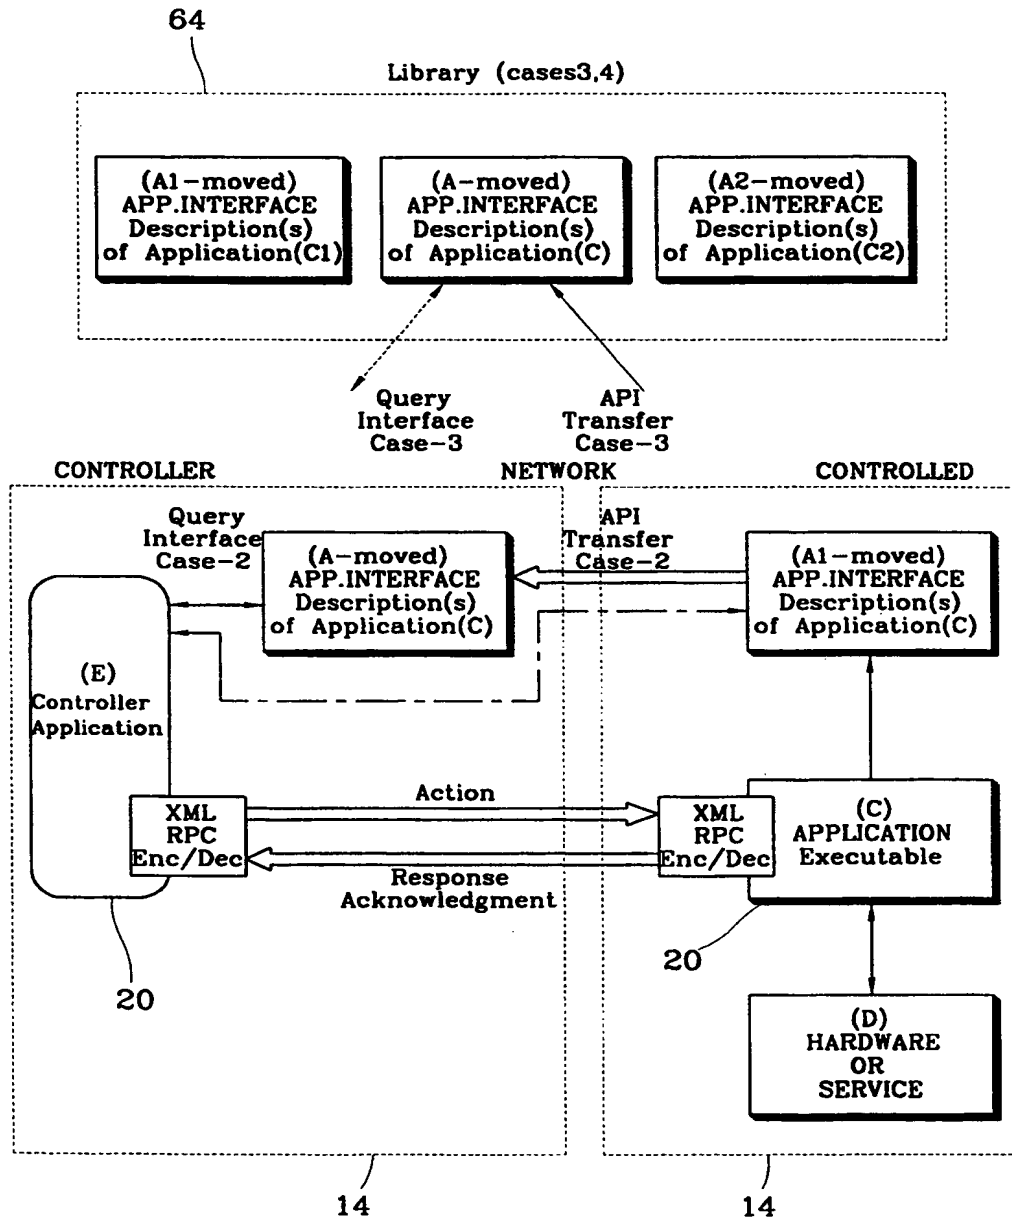 64
Library (cases3,4)
(A1-moved)
APP.INTERFACE
Description(s)
of Application(C1)
(A-moved)
APP.INTERFACE
Description(s)
of Application(C)
(A2-moved)
APP.INTERFACE
Description(s)
of Application(C2)
Query
Interface
Case-3
API
Transfer
Case-3
CONTROLLER
NETWORK
CONTROLLED
Query
Interface
Case-2
(A-moved)
APP.INTERFACE
Description(s)
of Application(C)
API
Transfer
Case-2
(A1-moved)
APP.INTERFACE
Description(s)
of Application(C)
(E)
Controller
Application
XML
RPC
Enc/Dec
Action
Response
Acknowledgment
XML
RPC
Enc/Dec
(C)
APPLICATION
Executable
20
20
(D)
HARDWARE
OR
SERVICE
14
14